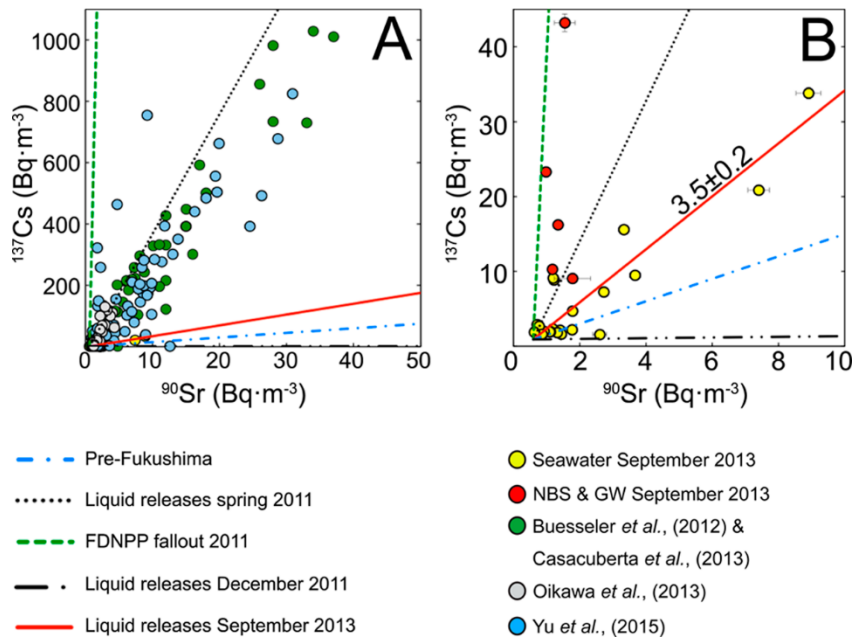 A
B
1000
800
600
400
200
¹³⁷Cs (Bq·m⁻³)
0
10
20
30
40
50
⁹⁰Sr (Bq·m⁻³)
40
30
20
10
¹³⁷Cs (Bq·m⁻³)
3.5±0.2
0
2
4
6
8
10
⁹⁰Sr (Bq·m⁻³)
Pre-Fukushima
Liquid releases spring 2011
FDNPP fallout 2011
Liquid releases December 2011
Liquid releases September 2013
Seawater September 2013
NBS & GW September 2013
Buesseler et al., (2012) &
Casacuberta et al., (2013)
Oikawa et al., (2013)
Yu et al., (2015)